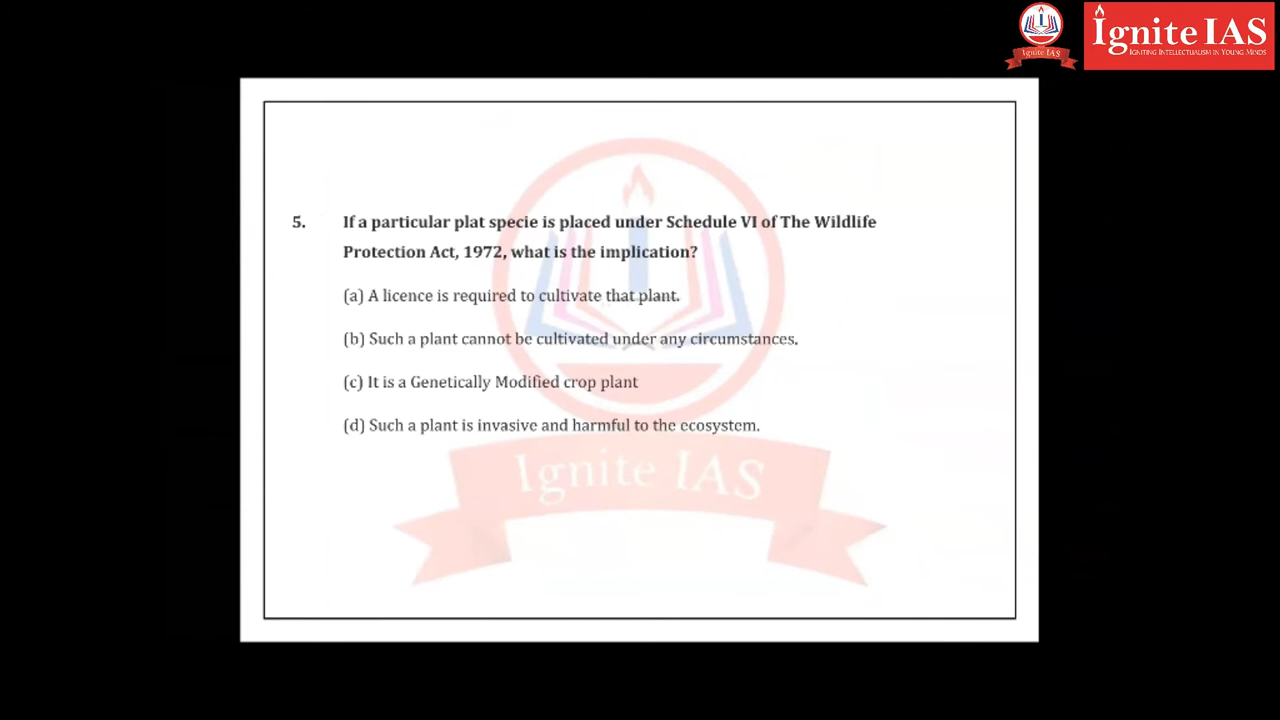 Ignite IAS
Ignite IAS
IGNITING INTELLECTUALISM IN YOUNG MINDS
5. If a particular plat specie is placed under Schedule VI of The Wildlife
Protection Act, 1972, what is the implication?
(a) A licence is required to cultivate that plant.
(b) Such a plant cannot be cultivated under any circumstances.
(c) It is a Genetically Modified crop plant
(d) Such a plant is invasive and harmful to the ecosystem.
Ignite IAS